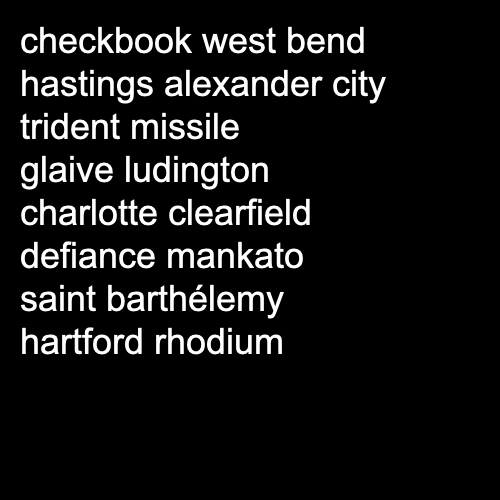 checkbook west bend
hastings alexander city
trident missile
glaive ludington
charlotte clearfield
defiance mankato
saint barthélemy
hartford rhodium